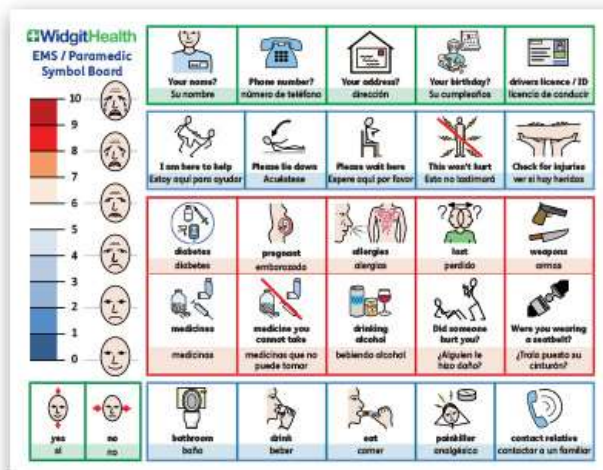 WidgitHealth
EMS / Paramedic
Symbol Board
10
9
8
7
6
5
4
3
2
1
0
Your name?
Su nombre
Phone number?
número de teléfono
Your address?
dirección
Your birthday?
Su cumpleaños
drivers licence / ID
licencia de conducir
I am here to help
Estoy aquí para ayudar
Please lie down
Acuéstese
Please wait here
Espere aquí por favor
This won't hurt
Esto no lastimará
Check for injuries
ver si hay heridas
diabetes
diabetes
pregnant
embarazada
allergies
alergias
lost
perdido
weapons
armas
medicines
medicinas
medicine you
cannot take
medicinas que no
puede tomar
drinking
alcohol
bebiendo alcohol
Did someone
hurt you?
¿Alguien le
hizo daño?
Were you wearing
a seatbelt?
¿Traía puesto su
cinturón?
yes
sí
no
no
bathroom
baño
drink
beber
eat
comer
painkiller
analgésico
contact relative
contactar a un familiar